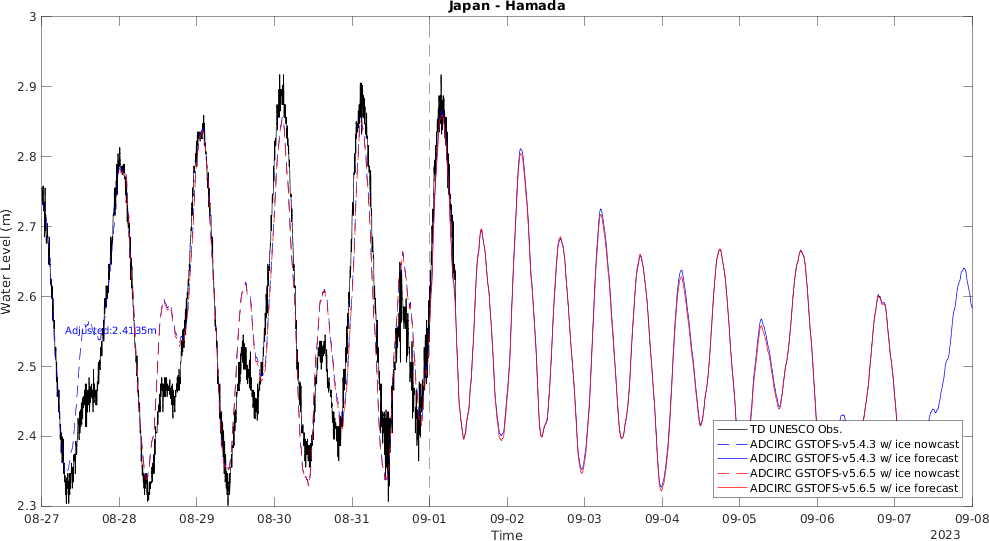 Japan - Hamada
3
2.9
2.8
2.7
2.6
2.5
2.4
2.3
Water Level (m)
Adjusted:2.4135m
TD UNESCO Obs.
ADCIRC GSTOFS-v5.4.3 w/ ice nowcast
ADCIRC GSTOFS-v5.4.3 w/ ice forecast
ADCIRC GSTOFS-v5.6.5 w/ ice nowcast
ADCIRC GSTOFS-v5.6.5 w/ ice forecast
08-27 08-28 08-29 08-30 08-31 09-01 09-02 09-03 09-04 09-05 09-06 09-07 09-08
Time
2023